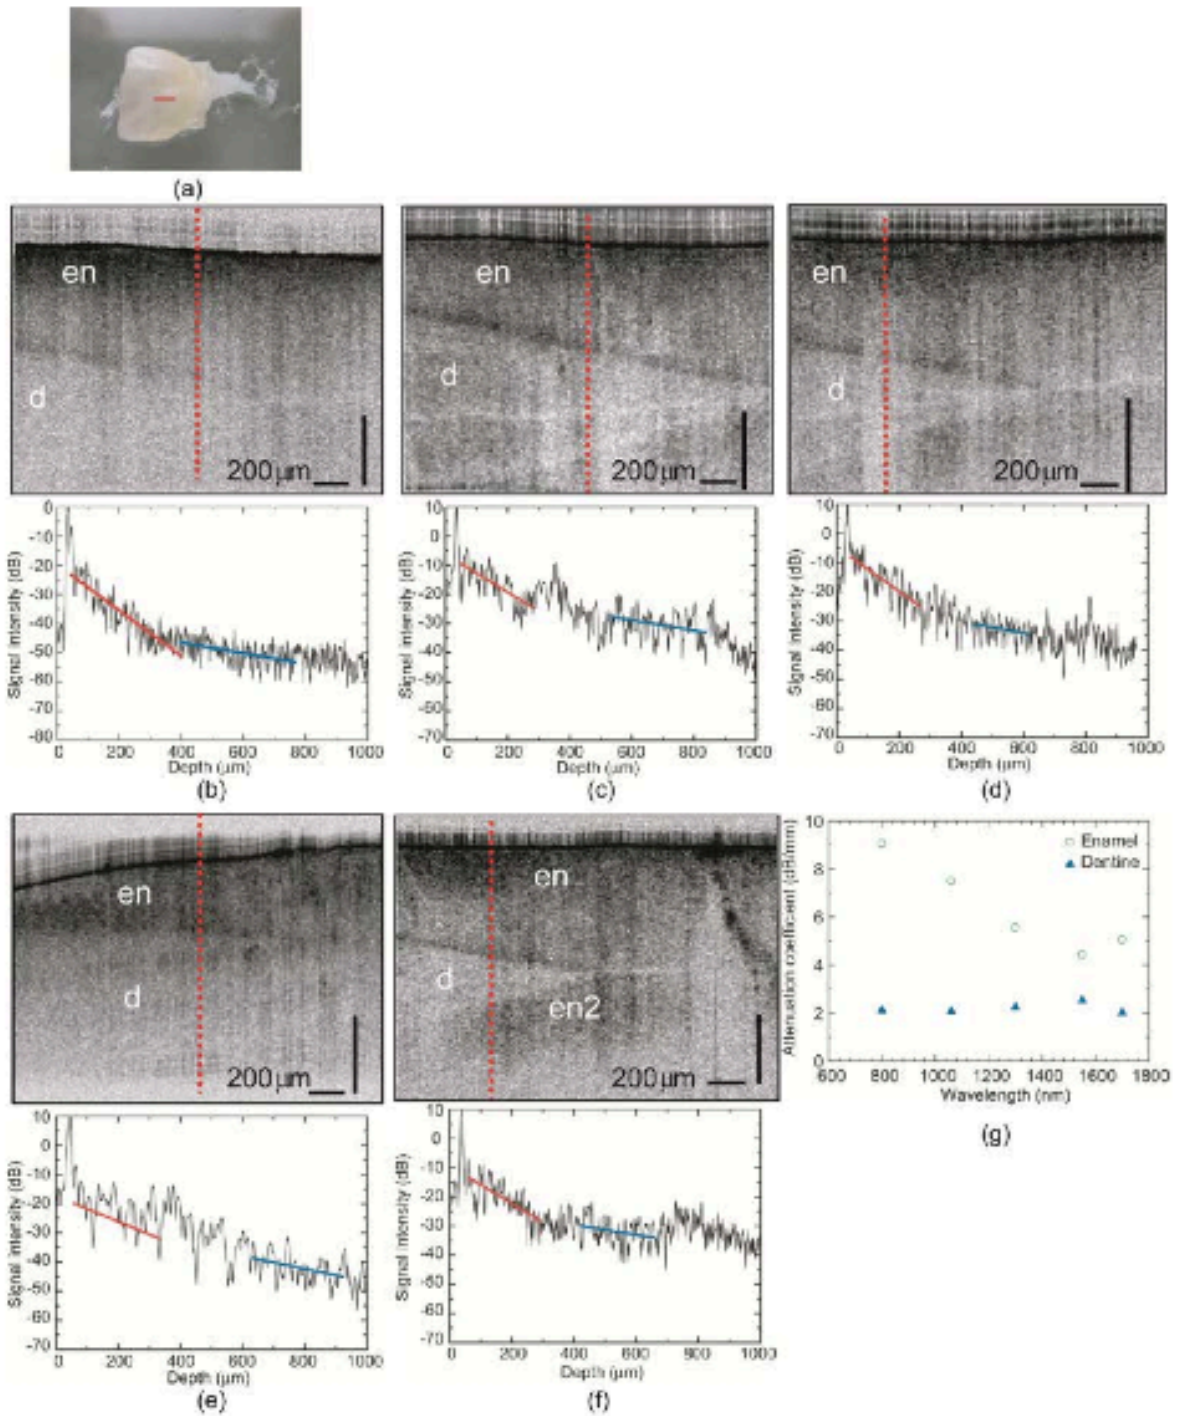 (a)
en
d
200μm
en
d
200μm
en
d
200μm
Signal intensity (dB)
0
-10
-20
-30
-40
-50
-60
-70
-80
0 200 400 600 800 1000
Depth (μm)
(b)
Signal intensity (dB)
10
0
-10
-20
-30
-40
-50
-60
-70
0 200 400 600 800 1000
Depth (μm)
(c)
Signal intensity (dB)
10
0
-10
-20
-30
-40
-50
-60
-70
0 200 400 600 800 1000
Depth (μm)
(d)
en
d
200μm
en
d
en2
200μm
Attenuation coefficient (dB/mm)
10
8
6
4
2
0
Enamel
Dentine
600 800 1000 1200 1400 1600 1800
Wavelength (nm)
(g)
Signal intensity (dB)
10
0
-10
-20
-30
-40
-50
-60
-70
0 200 400 600 800 1000
Depth (μm)
(e)
Signal intensity (dB)
10
0
-10
-20
-30
-40
-50
-60
-70
0 200 400 600 800 1000
Depth (μm)
(f)